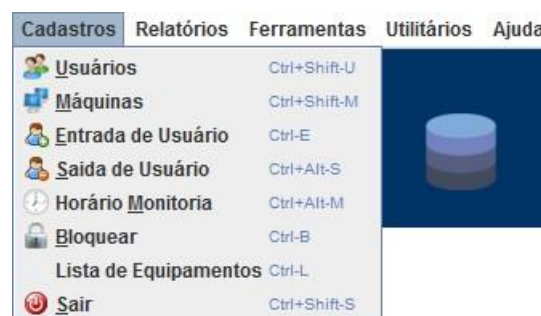 Cadastros Relatórios Ferramentas Utilitários Ajuda
Usuários Ctrl+Shift-U
Máquinas Ctrl+Shift-M
Entrada de Usuário Ctrl-E
Saida de Usuário Ctrl+Alt-S
Horário Monitoria Ctrl+Alt-M
Bloquear Ctrl-B
Lista de Equipamentos Ctrl-L
Sair Ctrl+Shift-S